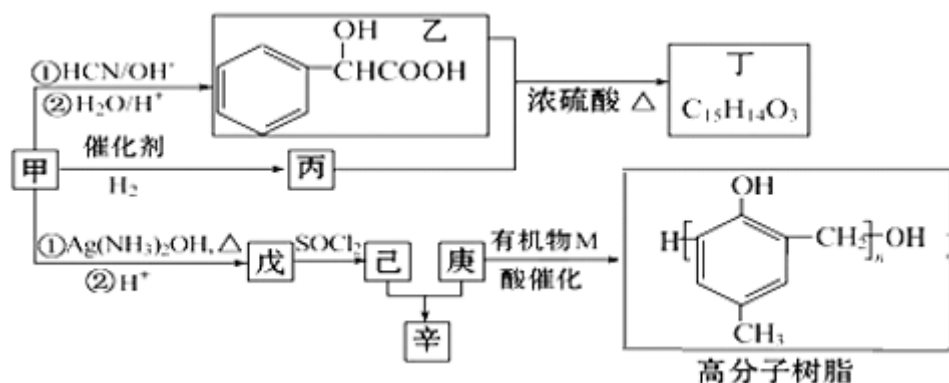 OH 乙
CHCOOH
①HCN/OH⁻
②H₂O/H⁺
丁
C₁₅H₁₄O₃
浓硫酸 △
甲
催化剂
H₂
丙
①Ag(NH₃)₂OH,△
②H⁺
戊
SOCl₂
己
庚
有机物M
酸催化
辛
OH
H
CH₂
n
OH
CH₃
高分子树脂